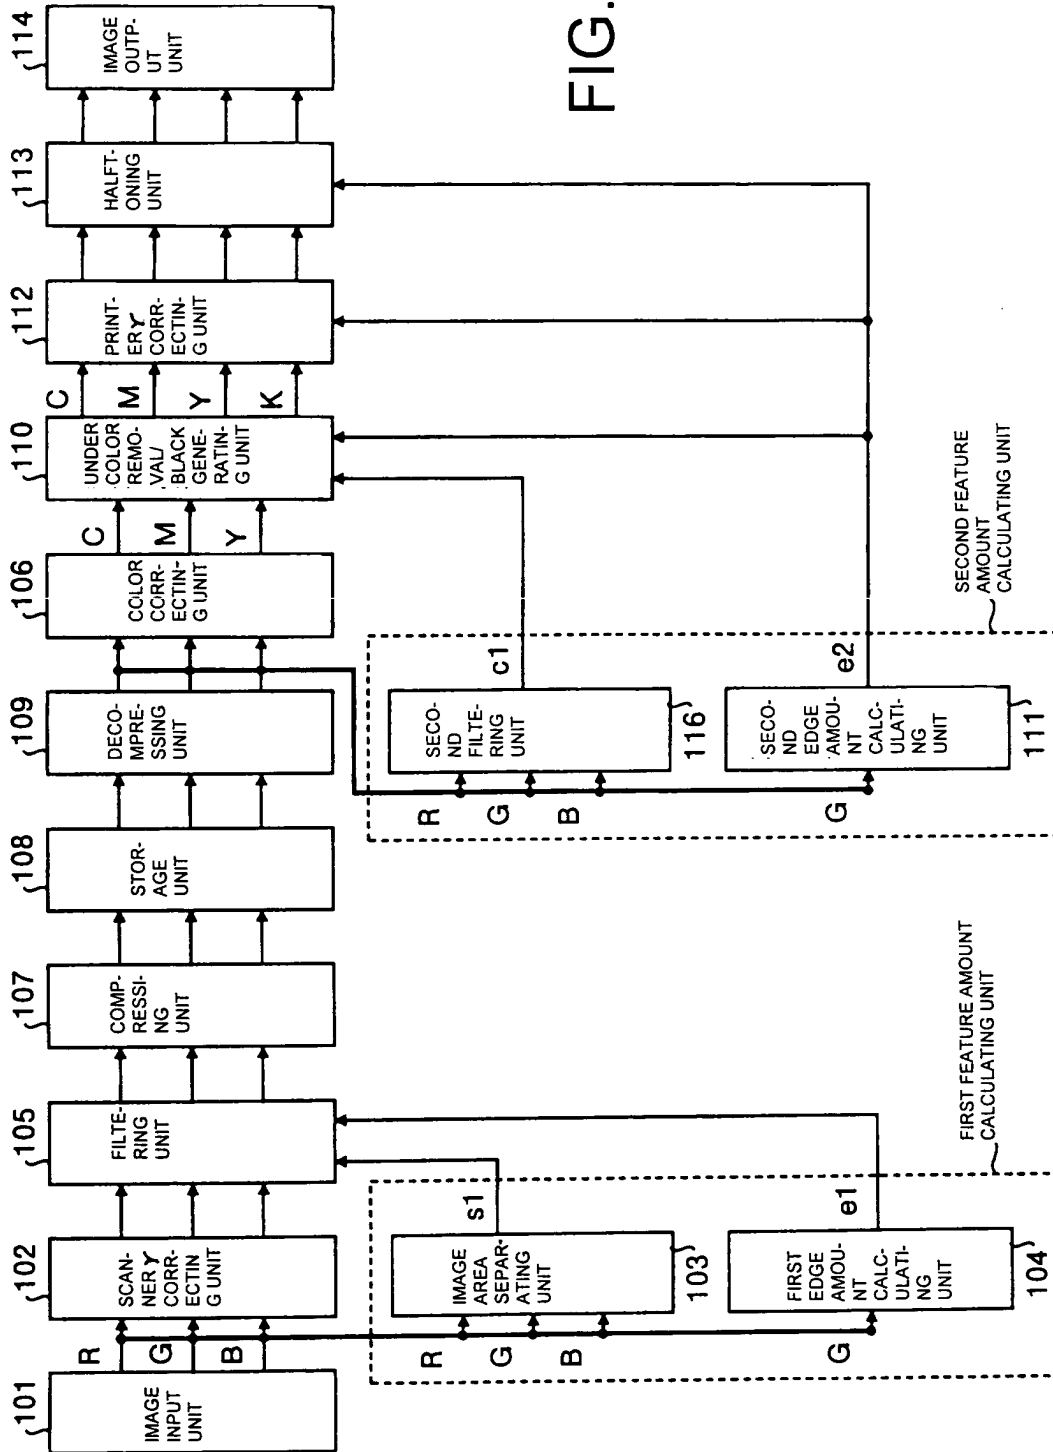 FIG.
101
IMAGE
INPUT
UNIT
R
G
B
102
SCAN-
NER γ
CORR-
ECTIN
G UNIT
105
FILTE-
RING
UNIT
107
COMP-
RESSI-
NG
UNIT
108
STOR-
AGE
UNIT
109
DECO-
MPRE-
SSING
UNIT
106
COLOR
CORR-
ECTIN-
G UNIT
C
M
Y
110
UNDER
COLOR
REMO-
VAL/
BLACK
GENE-
RATIN-
G UNIT
C
M
Y
K
112
PRINT-
ER γ
CORR-
ECTIN-
G UNIT
113
HALFT-
ONING
UNIT
114
IMAGE
OUTP-
UT
UNIT
R
G
B
IMAGE
AREA
SEPAR-
ATING
UNIT
103
s1
G
FIRST
EDGE
AMOU-
NT
CALC-
ULATI-
NG
UNIT
104
e1
FIRST FEATURE AMOUNT
CALCULATING UNIT
R
G
B
SECO-
ND
FILTE-
RING
UNIT
116
c1
G
SECO-
ND
EDGE
AMOU-
NT
CALC-
ULATI-
NG
UNIT
111
e2
SECOND FEATURE
AMOUNT
CALCULATING UNIT